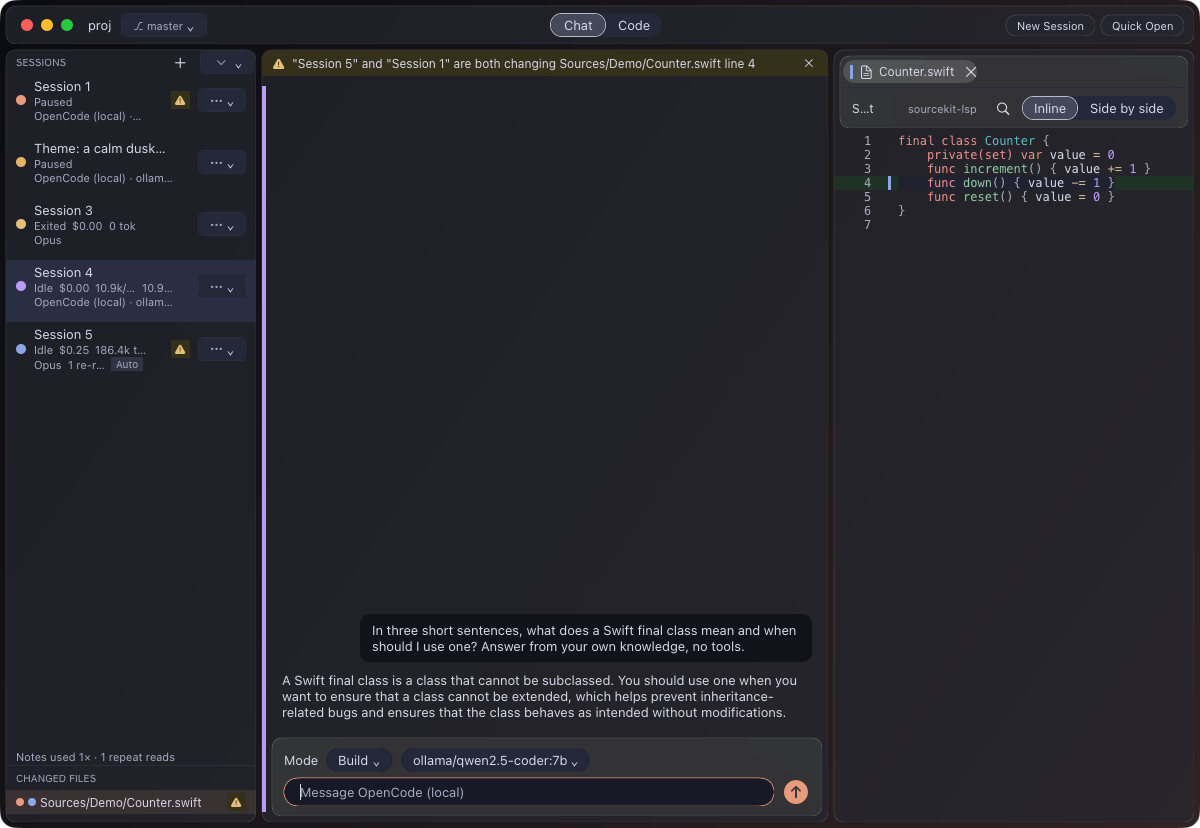 proj
master
Chat
Code
New Session
Quick Open
SESSIONS
Session 1
Paused
OpenCode (local) ·...
Theme: a calm dusk...
Paused
OpenCode (local) · ollam...
Session 3
Exited $0.00 0 tok
Opus
Session 4
Idle $0.00 10.9k/... 10.9...
OpenCode (local) · ollam...
Session 5
Idle $0.25 186.4k t...
Opus 1 re-r... Auto
Notes used 1× · 1 repeat reads
CHANGED FILES
Sources/Demo/Counter.swift
"Session 5" and "Session 1" are both changing Sources/Demo/Counter.swift line 4
In three short sentences, what does a Swift final class mean and when
should I use one? Answer from your own knowledge, no tools.
A Swift final class is a class that cannot be subclassed. You should use one when you
want to ensure that a class cannot be extended, which helps prevent inheritance-
related bugs and ensures that the class behaves as intended without modifications.
Mode
Build
ollama/qwen2.5-coder:7b
Message OpenCode (local)
Counter.swift
S...t
sourcekit-lsp
Inline
Side by side
1 final class Counter {
2 private(set) var value = 0
3 func increment() { value += 1 }
4 func down() { value -= 1 }
5 func reset() { value = 0 }
6 }
7